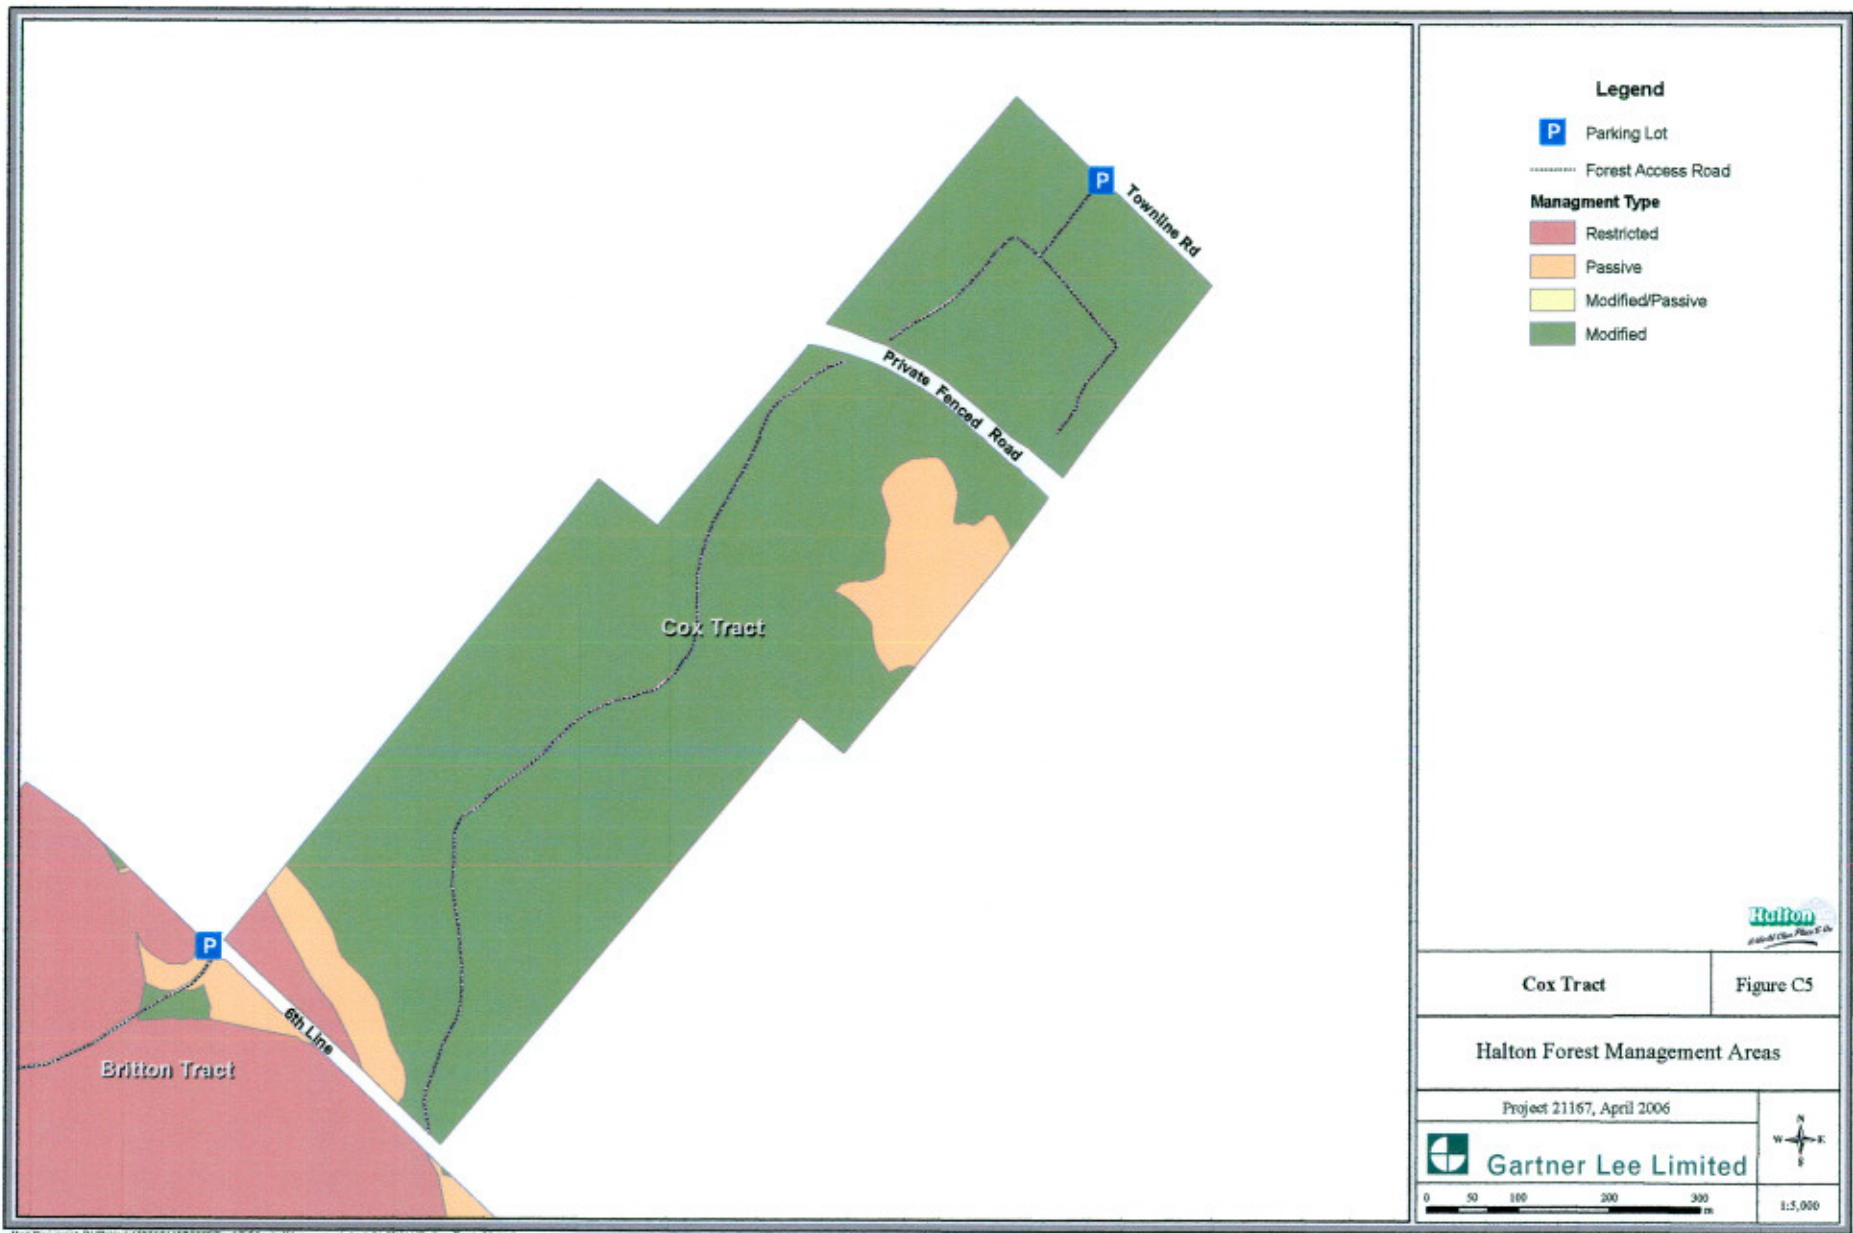 P
Townline Rd
Private Fenced Road
Cox Tract
P
6th Line
Britton Tract
Legend
P Parking Lot
Forest Access Road
Managment Type
Restricted
Passive
Modified/Passive
Modified
Halton
Cox Tract
Figure C5
Halton Forest Management Areas
Project 21167, April 2006
Gartner Lee Limited
N
W E
S
0 50 100 200 300
m
1:5,000